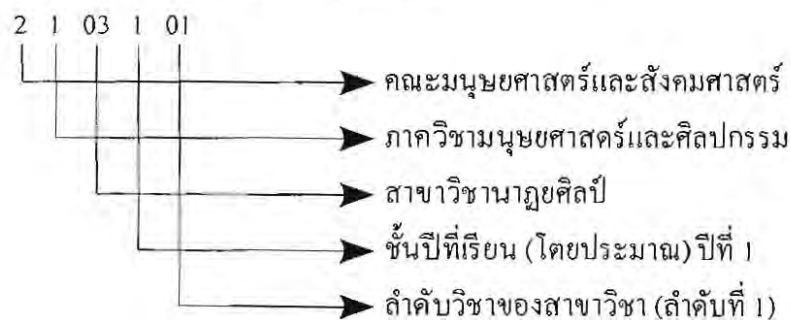 2 1 03 1 01
คณะมนุษยศาสตร์และสังคมศาสตร์
ภาควิชามนุษยศาสตร์และศิลปกรรม
สาขาวิชานาฏยศิลป์
ชั้นปีที่เรียน (โดยประมาณ) ปีที่ 1
ลำดับวิชาของสาขาวิชา (ลำดับที่ 1)